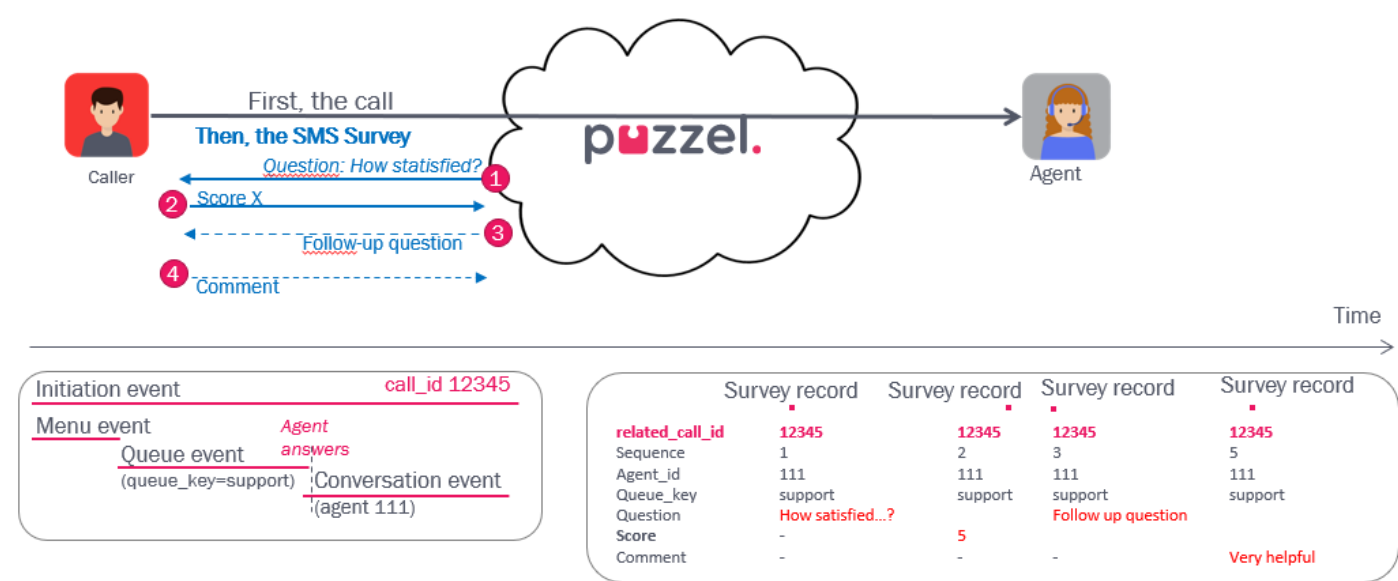 First, the call
Then, the SMS Survey
Question: How statisfied?
1
Caller
2
Score X
3
Follow-up question
4
Comment
puzzel.
Agent
Time
Initiation event call_id 12345
Menu event
Agent
answers
Queue event
(queue_key=support)
Conversation event
(agent 111)
Survey record Survey record Survey record Survey record
related_call_id 12345 12345 12345 12345
Sequence 1 2 3 5
Agent_id 111 111 111 111
Queue_key support support support support
Question How satisfied...? Follow up question
Score - 5
Comment - - - Very helpful